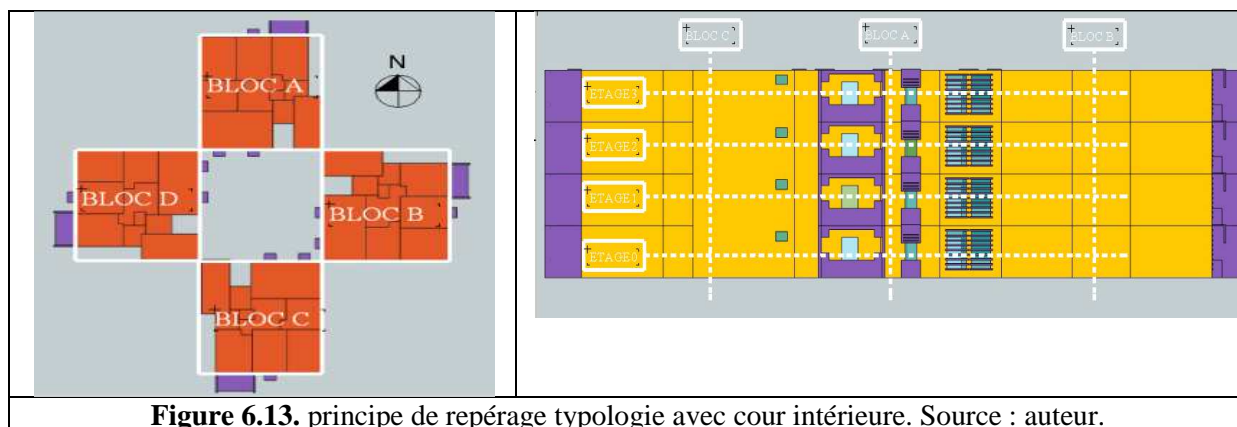 BLOC A
N
BLOC D
BLOC B
BLOC C
BLOC C
BLOC A
BLOC B
ETAGE3
ETAGE2
ETAGE1
ETAGE0
Figure 6.13. principe de repérage typologie avec cour intérieure. Source : auteur.